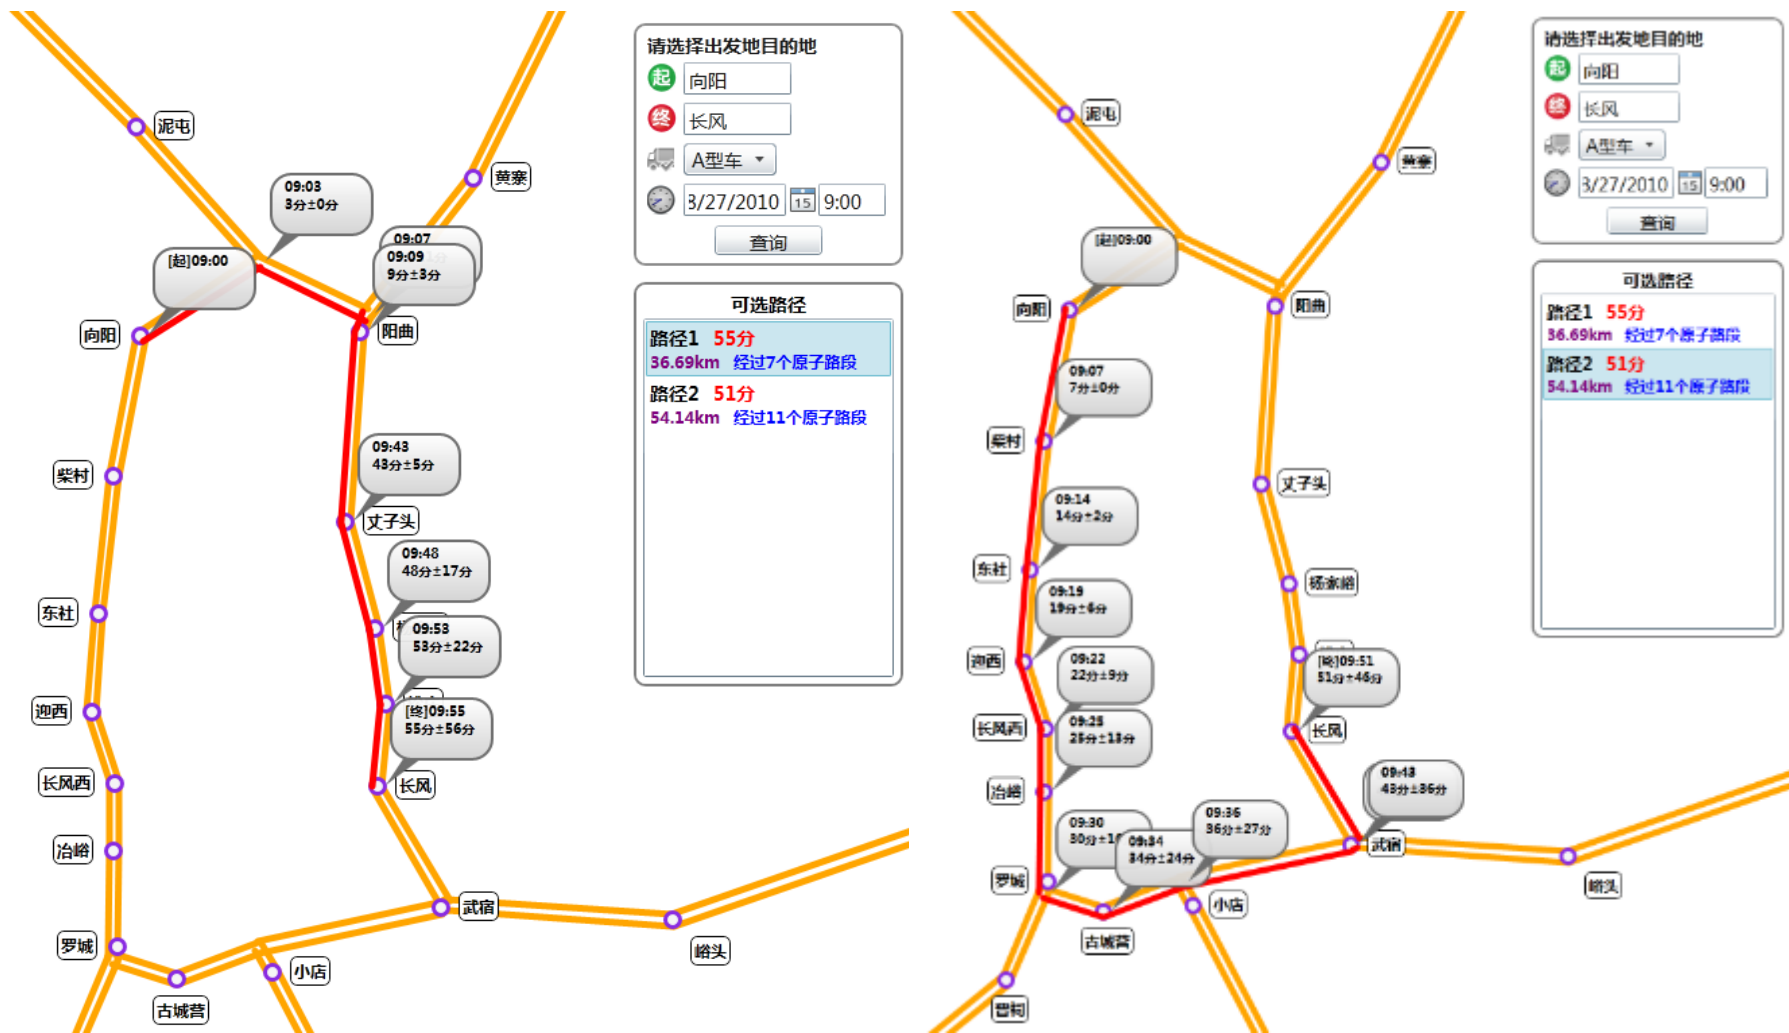 泥屯
黄寨
09:03
3分±0分
09:07
09:09
9分±3分
[起]09:00
向阳
阳曲
柴村
09:43
43分±5分
丈子头
09:48
48分±17分
东社
09:53
53分±22分
迎西
[终]09:55
55分±56分
长风西
长风
冶峪
武宿
罗城
峪头
小店
古城营
请选择出发地目的地
起 向阳
终 长风
A型车
3/27/2010 15 9:00
查询
可选路径
路径1 55分
36.69km 经过7个原子路段
路径2 51分
54.14km 经过11个原子路段
泥屯
黄寨
[起]09:00
向阳
阳曲
09:07
7分±0分
柴村
丈子头
09:14
14分±2分
东社
杨家峪
09:19
19分±6分
迎西
09:22
22分±9分
[终]09:51
51分±46分
长风西
长风
09:25
25分±13分
冶峪
09:43
43分±36分
09:30
09:34
34分±24分
09:36
36分±27分
武宿
罗城
峪头
小店
古城营
晋祠
请选择出发地目的地
起 向阳
终 长风
A型车
3/27/2010 15 9:00
查询
可选路径
路径1 55分
36.69km 经过7个原子路段
路径2 51分
54.14km 经过11个原子路段